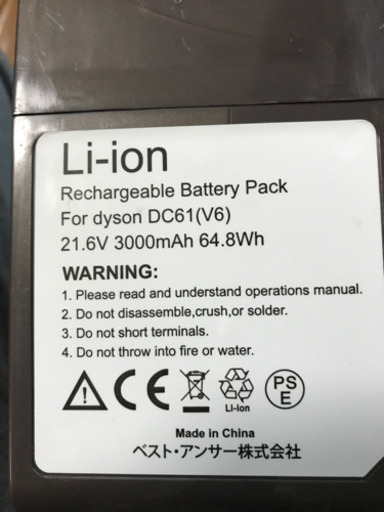 Li-ion
Rechargeable Battery Pack
For dyson DC61(V6)
21.6V 3000mAh 64.8Wh
WARNING:
1. Please read and understand operations manual.
2. Do not disassemble,crush,or solder.
3. Do not short terminals.
4. Do not throw into fire or water.
CE
Li-Ion
PS
E
Made in China
ベスト・アンサー株式会社